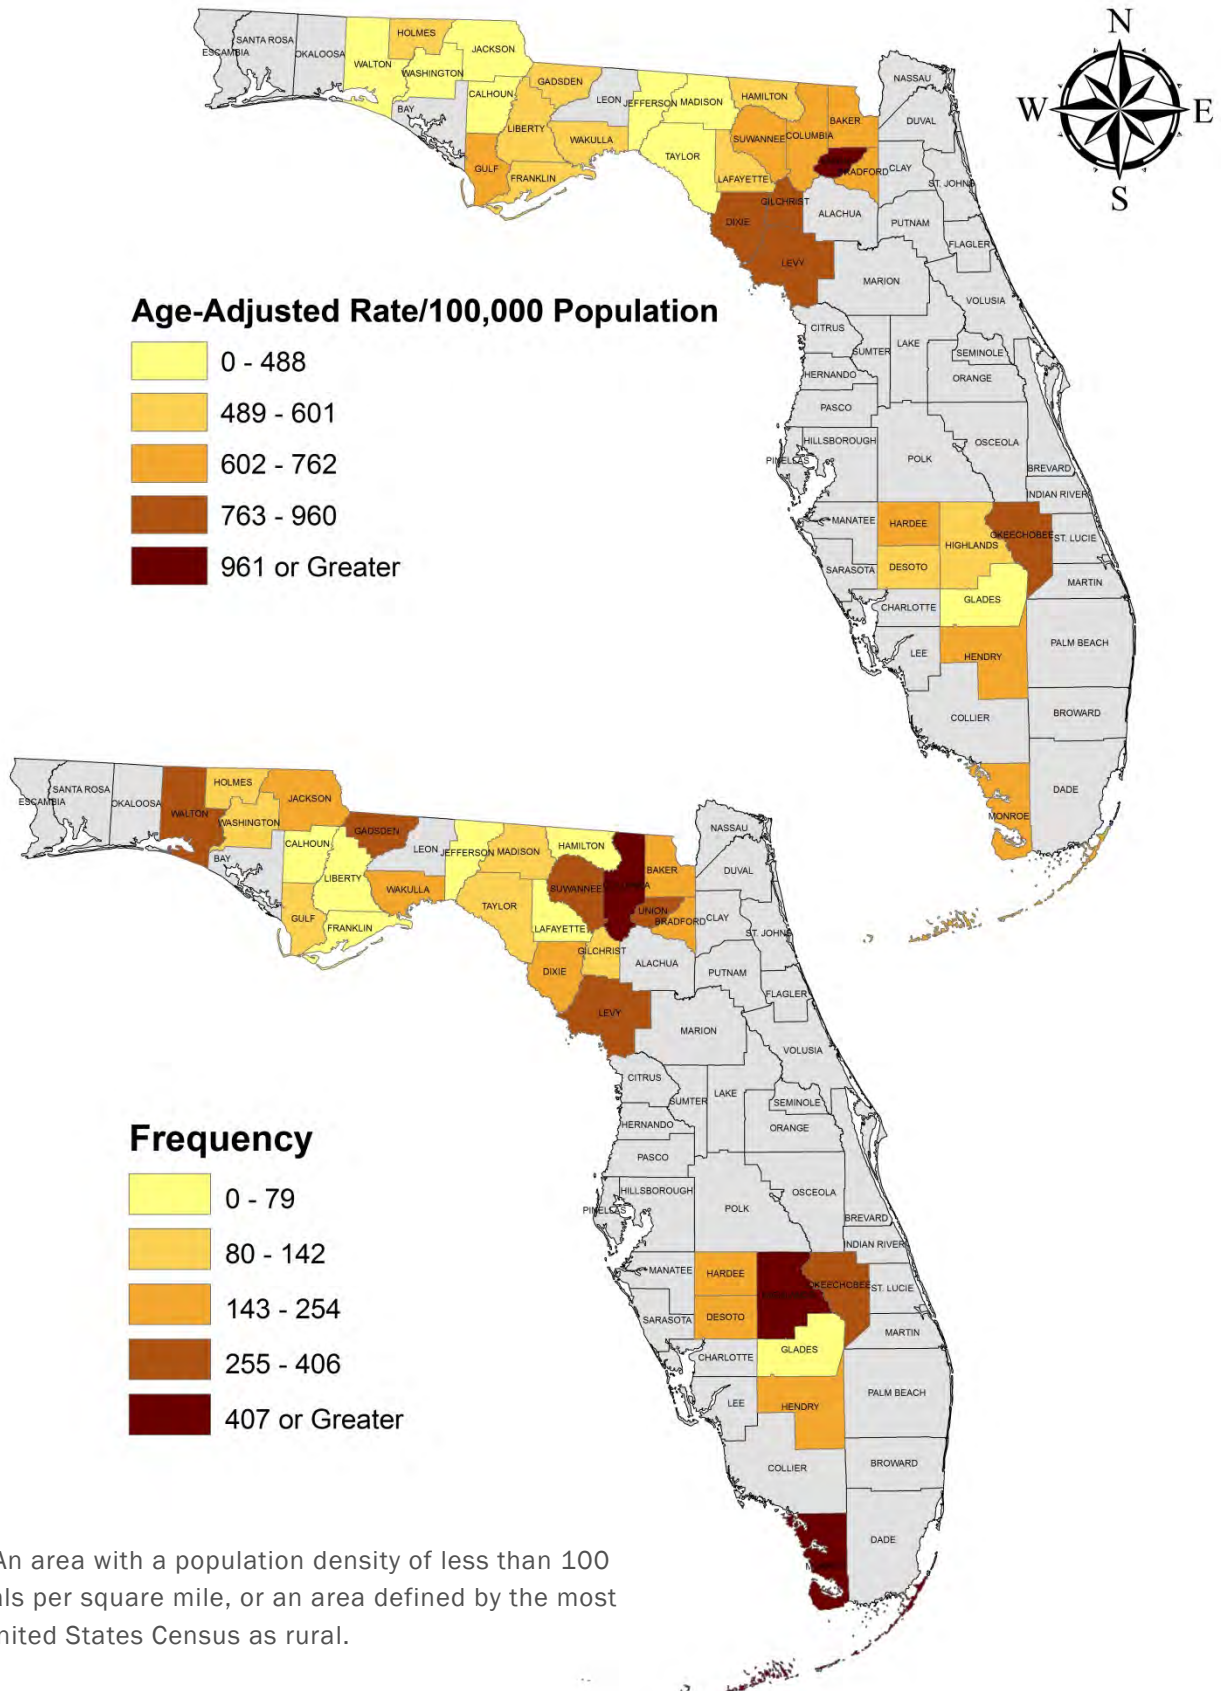 N
W
E
S
HOLMES
SANTA ROSA
JACKSON
ESCAMBIA
OKALOOSA
WALTON
WASHINGTON
NASSAU
GADSDEN
CALHOUN
LEON
JEFFERSON
MADISON
HAMILTON
BAY
DUVAL
BAKER
LIBERTY
WAKULLA
SUWANNEE
COLUMBIA
TAYLOR
GULF
FRANKLIN
LAFAYETTE
BRADFORD
CLAY
ST. JOHNS
GILCHRIST
ALACHUA
DIXIE
PUTNAM
FLAGLER
LEVY
MARION
VOLUSIA
Age-Adjusted Rate/100,000 Population
0 - 488
489 - 601
602 - 762
763 - 960
961 or Greater
CITRUS
SUMTER
LAKE
SEMINOLE
HERNANDO
ORANGE
PASCO
HILLSBOROUGH
OSCEOLA
PINELLAS
POLK
BREVARD
INDIAN RIVER
MANATEE
HARDEE
OKEECHOBEE
ST. LUCIE
HIGHLANDS
SARASOTA
DESOTO
MARTIN
CHARLOTTE
GLADES
LEE
HENDRY
PALM BEACH
COLLIER
BROWARD
DADE
MONROE
HOLMES
SANTA ROSA
ESCAMBIA
OKALOOSA
JACKSON
WALTON
WASHINGTON
GADSDEN
NASSAU
CALHOUN
LEON
JEFFERSON
MADISON
HAMILTON
BAY
BAKER
DUVAL
LIBERTY
WAKULLA
SUWANNEE
TAYLOR
GULF
FRANKLIN
LAFAYETTE
UNION
BRADFORD
CLAY
ST. JOHNS
GILCHRIST
ALACHUA
DIXIE
PUTNAM
FLAGLER
LEVY
MARION
VOLUSIA
CITRUS
SUMTER
LAKE
SEMINOLE
HERNANDO
ORANGE
PASCO
HILLSBOROUGH
OSCEOLA
PINELLAS
POLK
BREVARD
INDIAN RIVER
Frequency
0 - 79
80 - 142
143 - 254
255 - 406
407 or Greater
MANATEE
HARDEE
OKEECHOBEE
ST. LUCIE
SARASOTA
DESOTO
MARTIN
CHARLOTTE
GLADES
LEE
HENDRY
PALM BEACH
COLLIER
BROWARD
DADE
An area with a population density of less than 100
als per square mile, or an area defined by the most
nited States Census as rural.